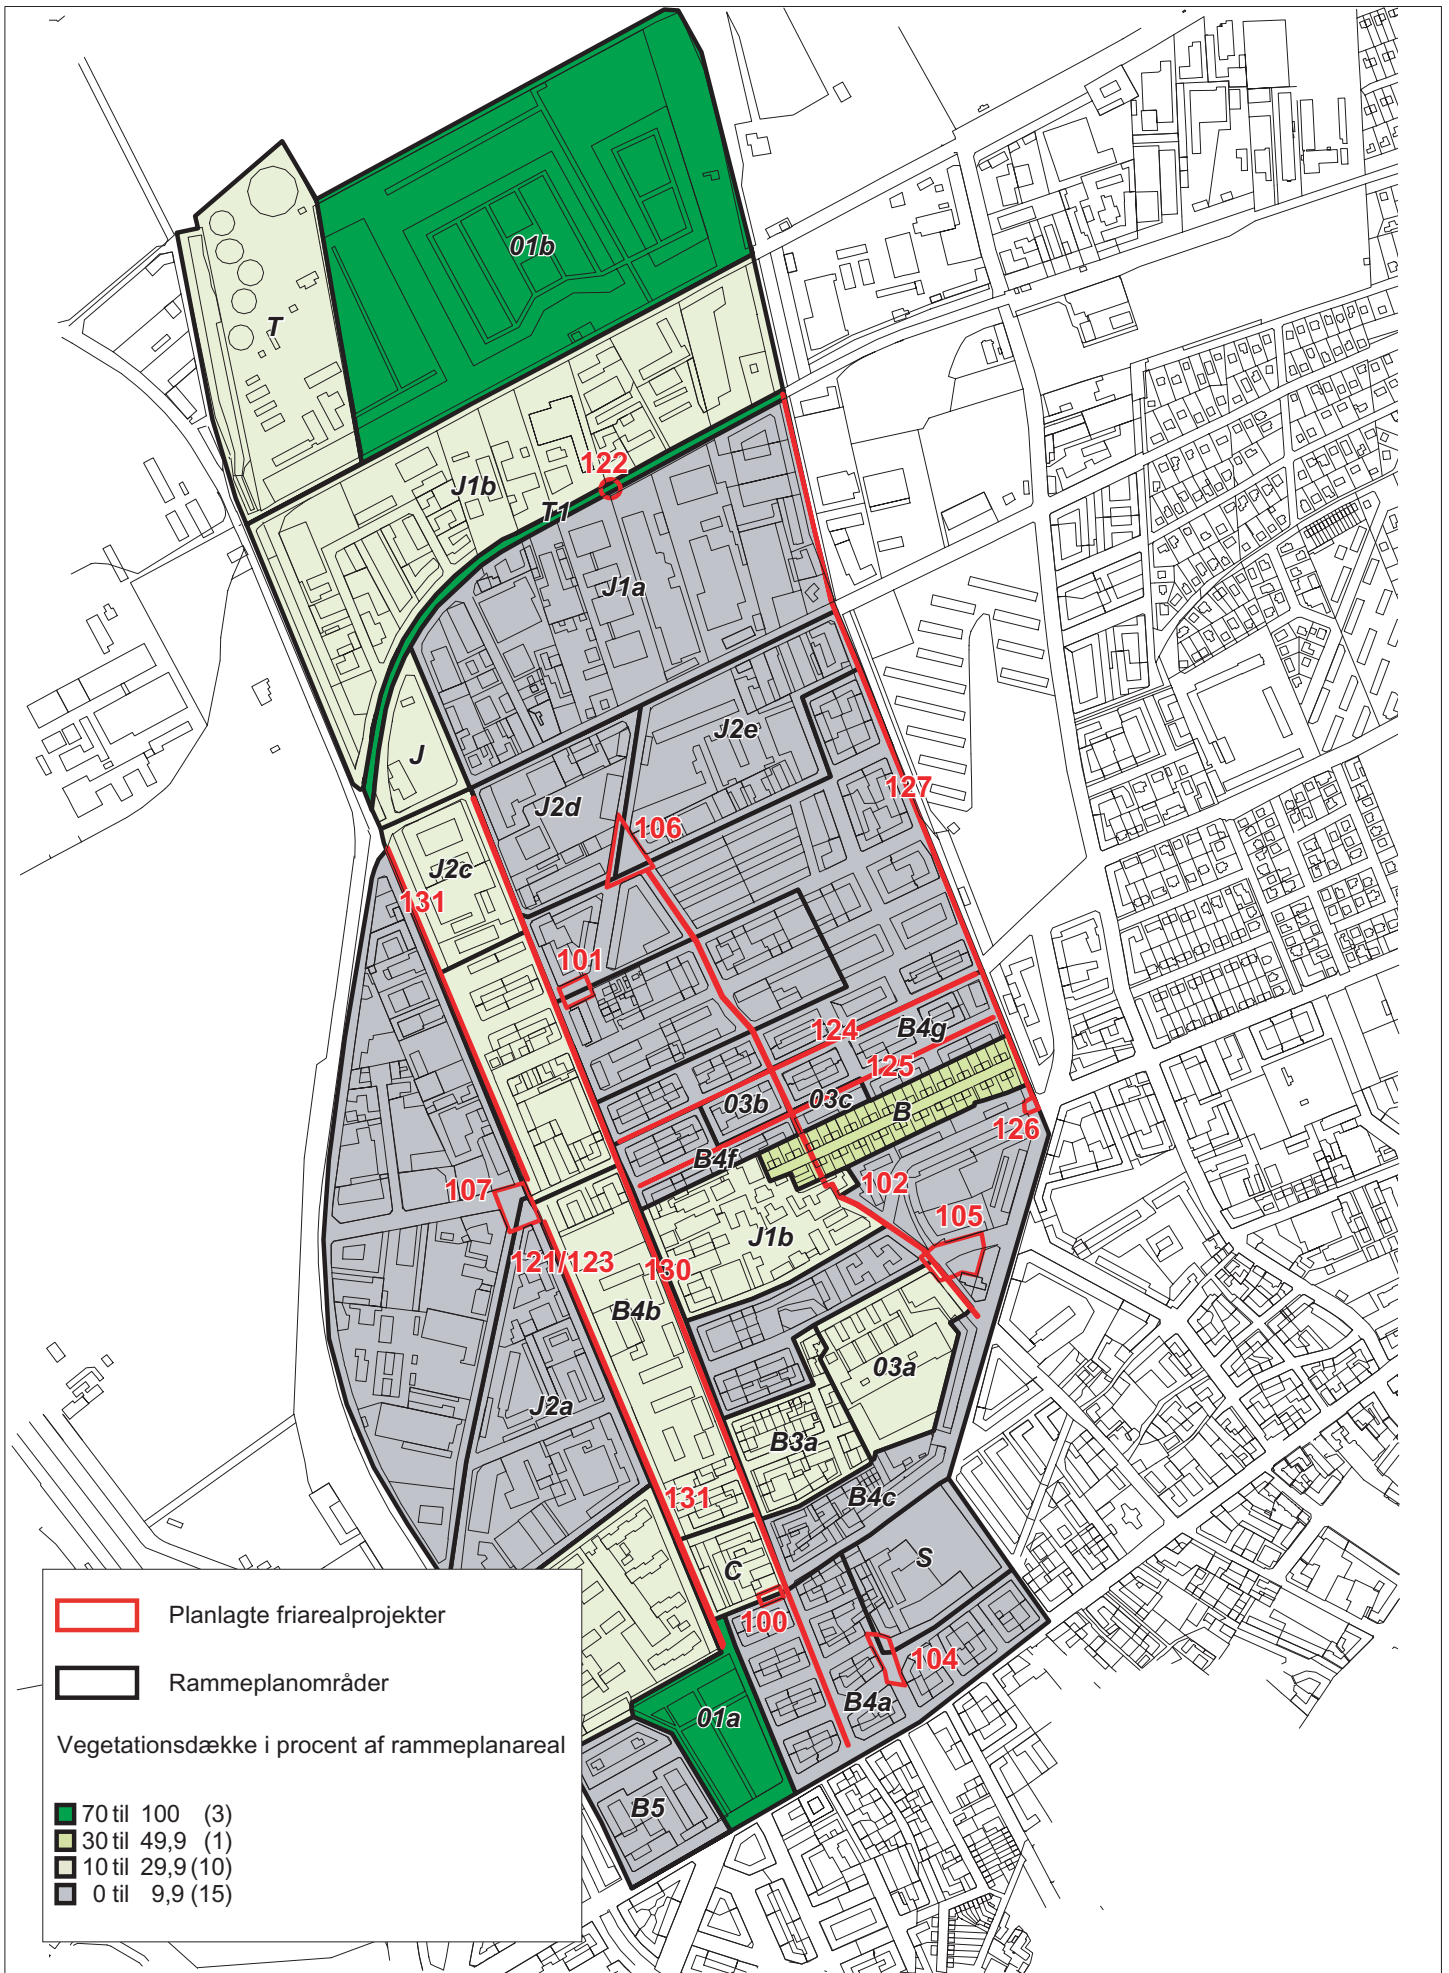 01b
T
122
J1b
T1
J1a
J2e
J
127
J2d
106
J2c
131
101
124
B4g
125
03b
03c
B
126
B4f
107
102
105
J1b
121/123
130
B4b
03a
J2a
B3a
131
B4c
S
C
100
104
B4a
01a
B5
Planlagte friarealprojekter
Rammeplanområder
Vegetationsdække i procent af rammeplanareal
70 til 100 (3)
30 til 49,9 (1)
10 til 29,9 (10)
0 til 9,9 (15)